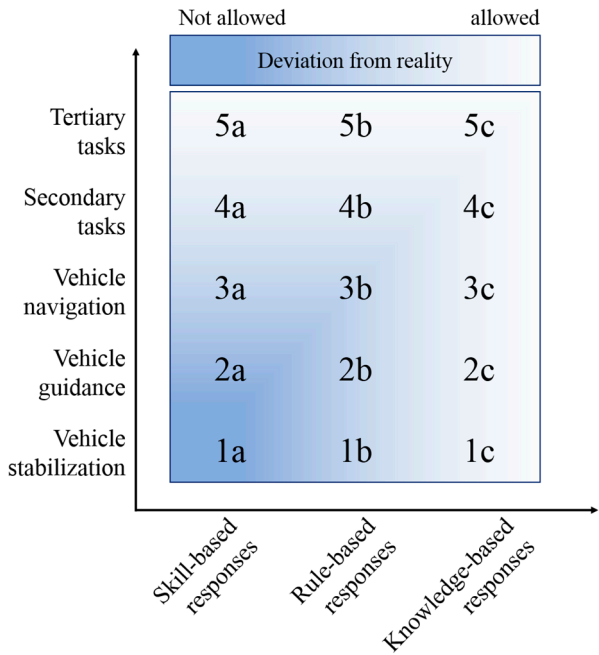 Not allowed
allowed
Deviation from reality
Tertiary
tasks
5a
5b
5c
Secondary
tasks
4a
4b
4c
Vehicle
navigation
3a
3b
3c
Vehicle
guidance
2a
2b
2c
Vehicle
stabilization
1a
1b
1c
Skill-based
responses
Rule-based
responses
Knowledge-based
responses